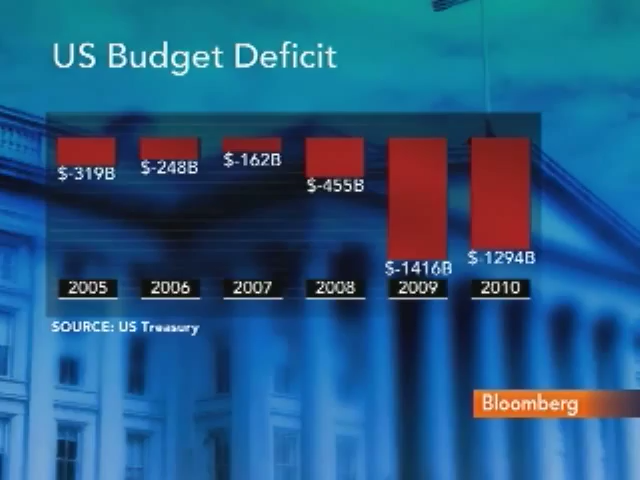 US Budget Deficit
$-319B
$-248B
$-162B
$-455B
$-1416B
$-1294B
2005 2006 2007 2008 2009 2010
SOURCE: US Treasury
Bloomberg